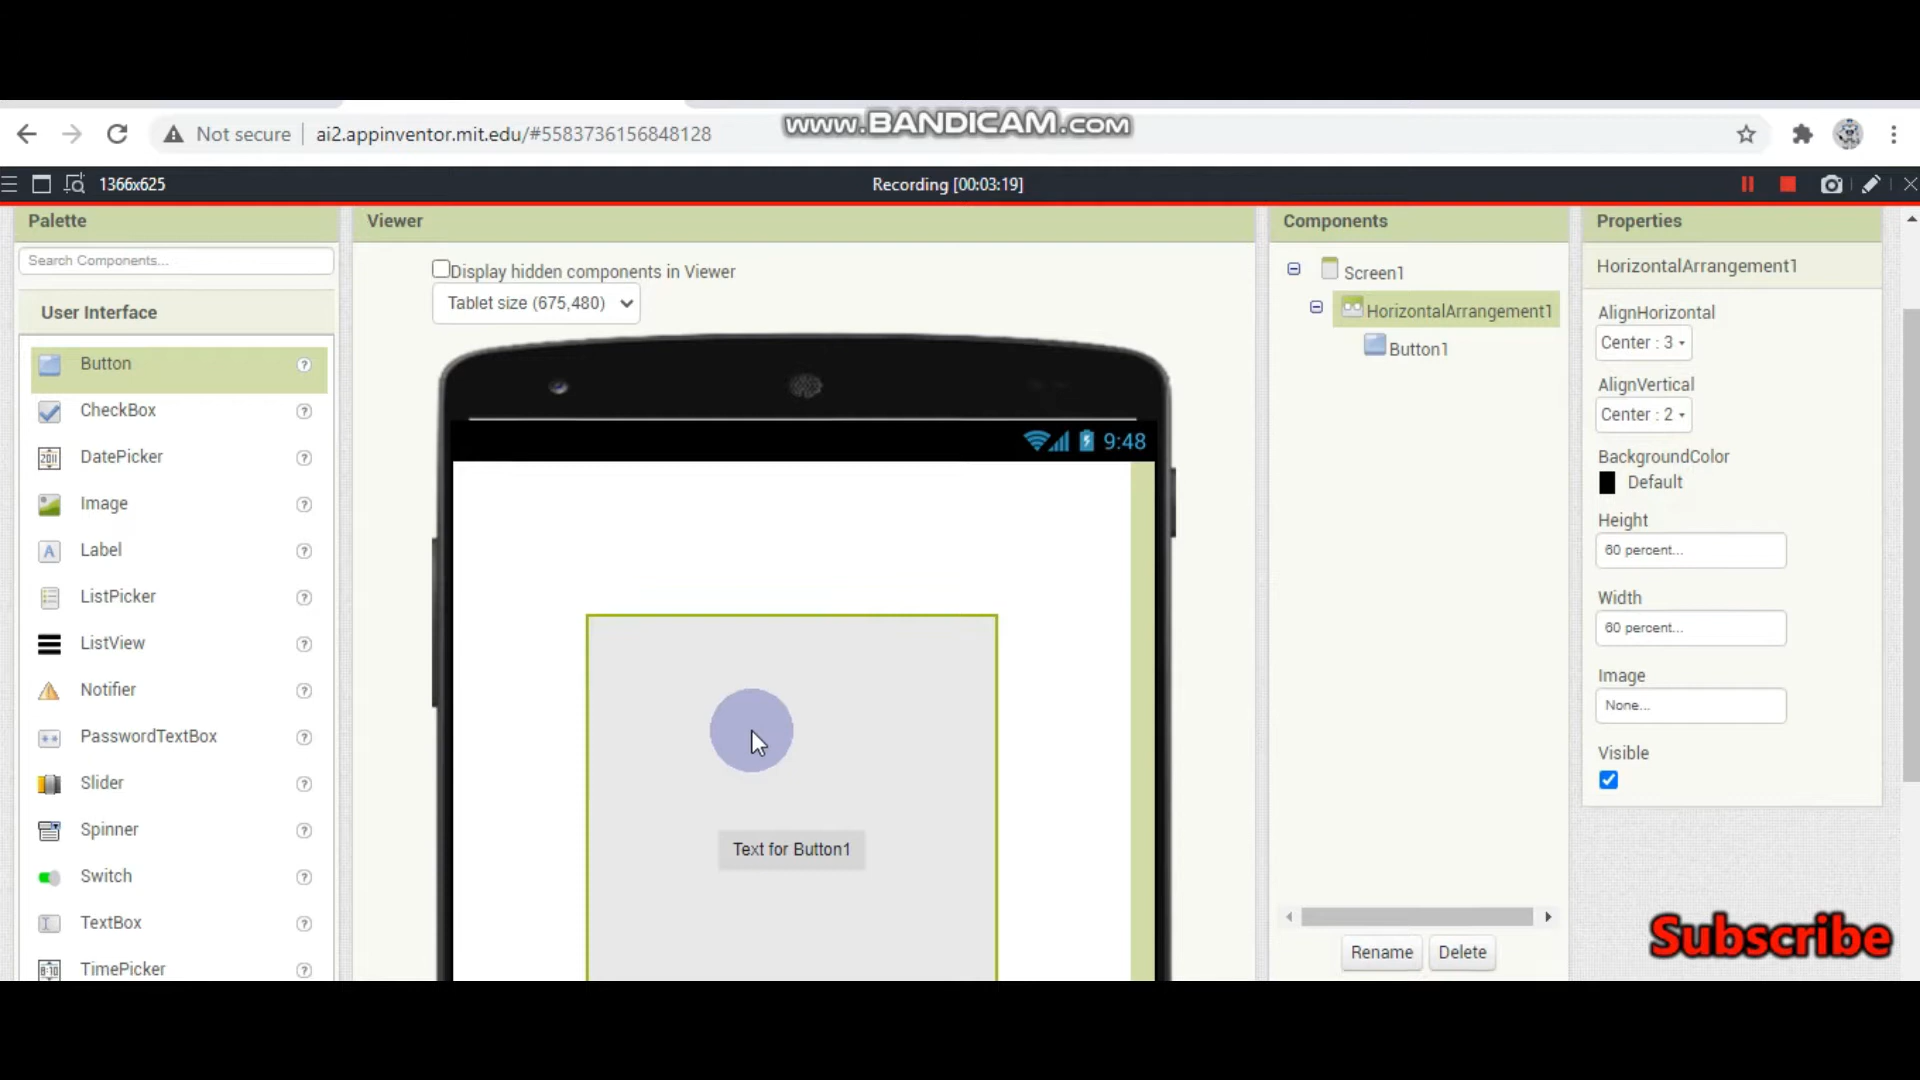 www.BANDICAM.com
Not secure
ai2.appinventor.mit.edu/#5583736156848128
1366x625
Recording [00:03:19]
Palette
Viewer
Components
Properties
Search Components...
User Interface
Button
CheckBox
DatePicker
Image
Label
ListPicker
ListView
Notifier
PasswordTextBox
Slider
Spinner
Switch
TextBox
TimePicker
Display hidden components in Viewer
Tablet size (675,480)
9:48
Text for Button1
Screen1
HorizontalArrangement1
Button1
Rename
Delete
HorizontalArrangement1
AlignHorizontal
Center : 3
AlignVertical
Center : 2
BackgroundColor
Default
Height
60 percent...
Width
60 percent...
Image
None...
Visible
Subscribe